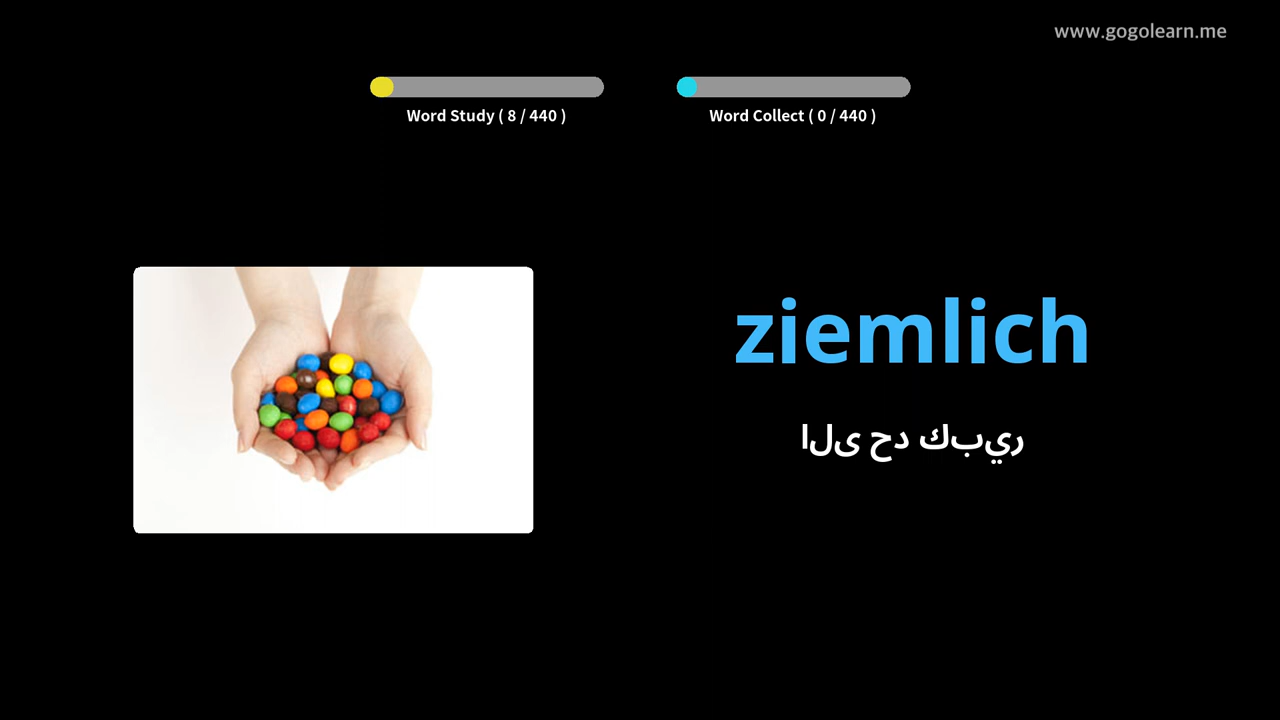 www.gogolearn.me
Word Study ( 8 / 440 )
Word Collect ( 0 / 440 )
ziemlich
الى حد كبير